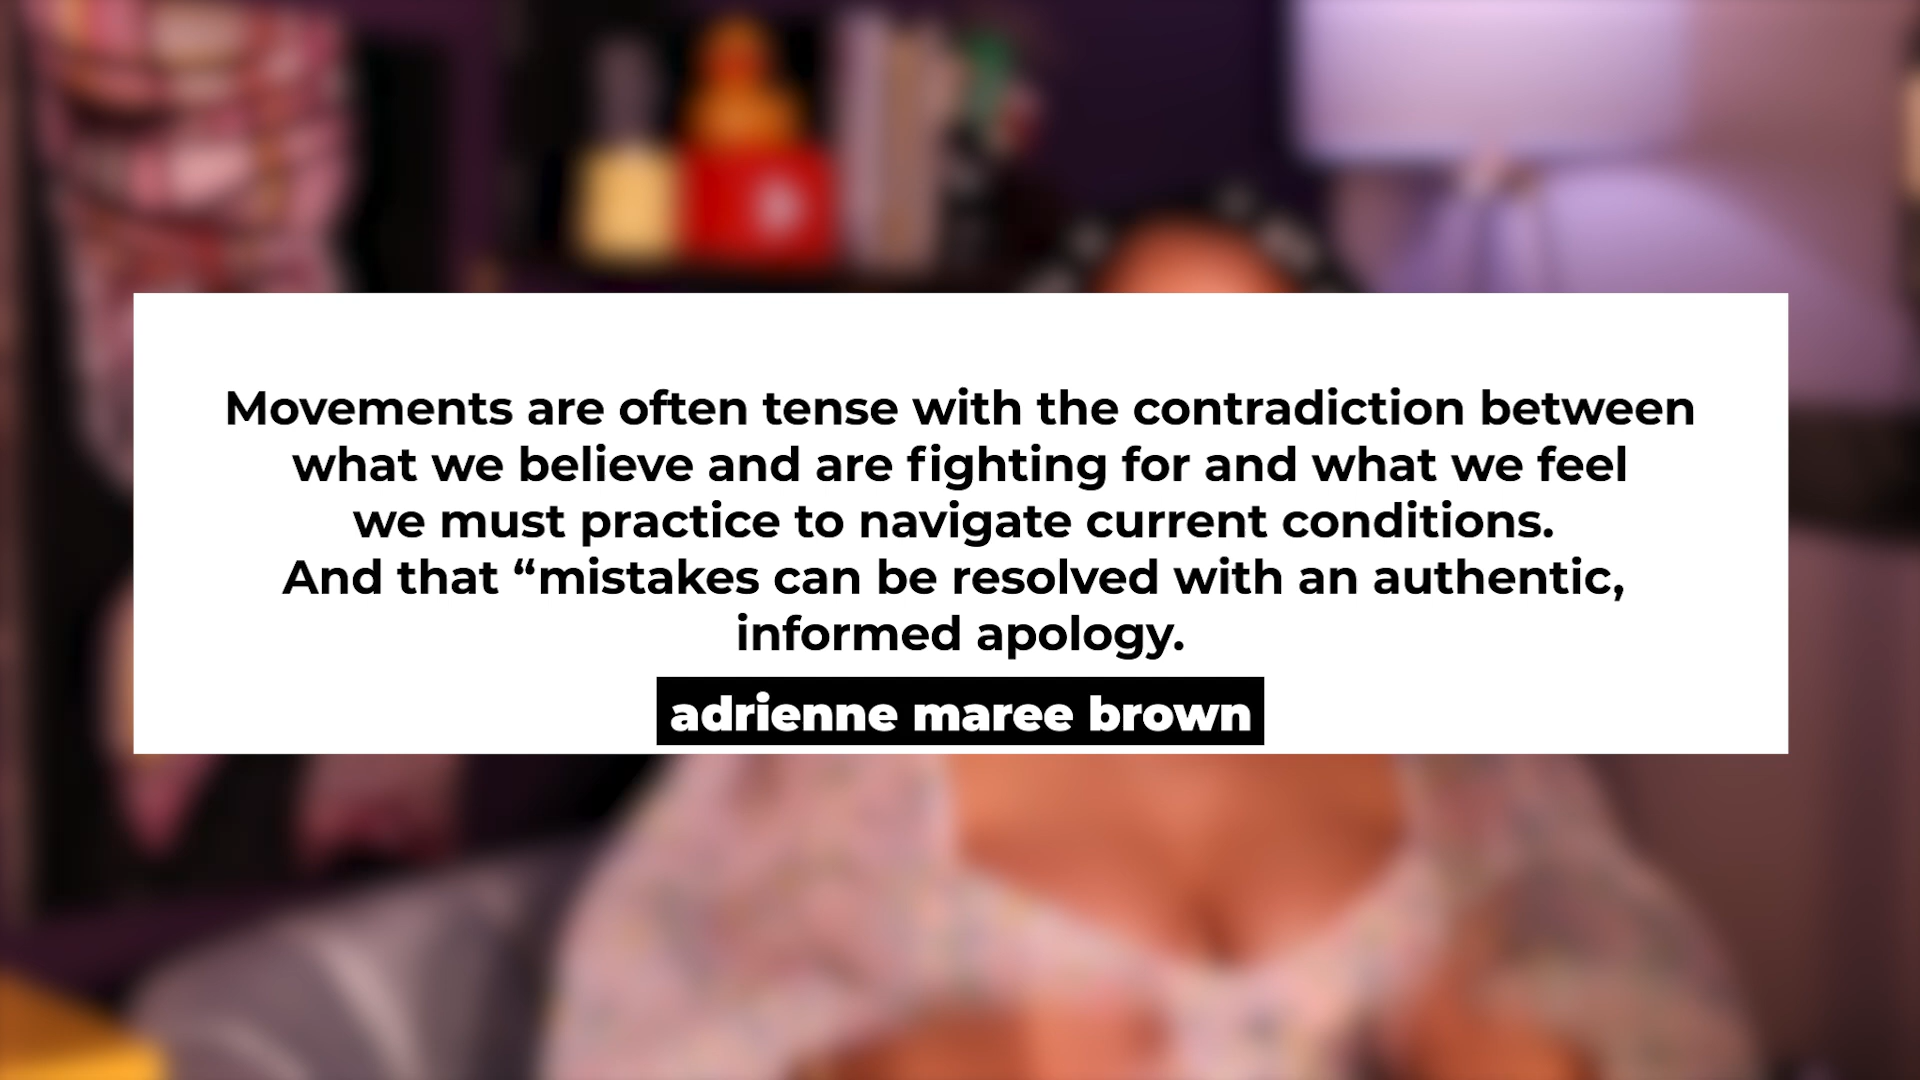 Movements are often tense with the contradiction between
what we believe and are fighting for and what we feel
we must practice to navigate current conditions.
And that “mistakes can be resolved with an authentic,
informed apology.
adrienne maree brown